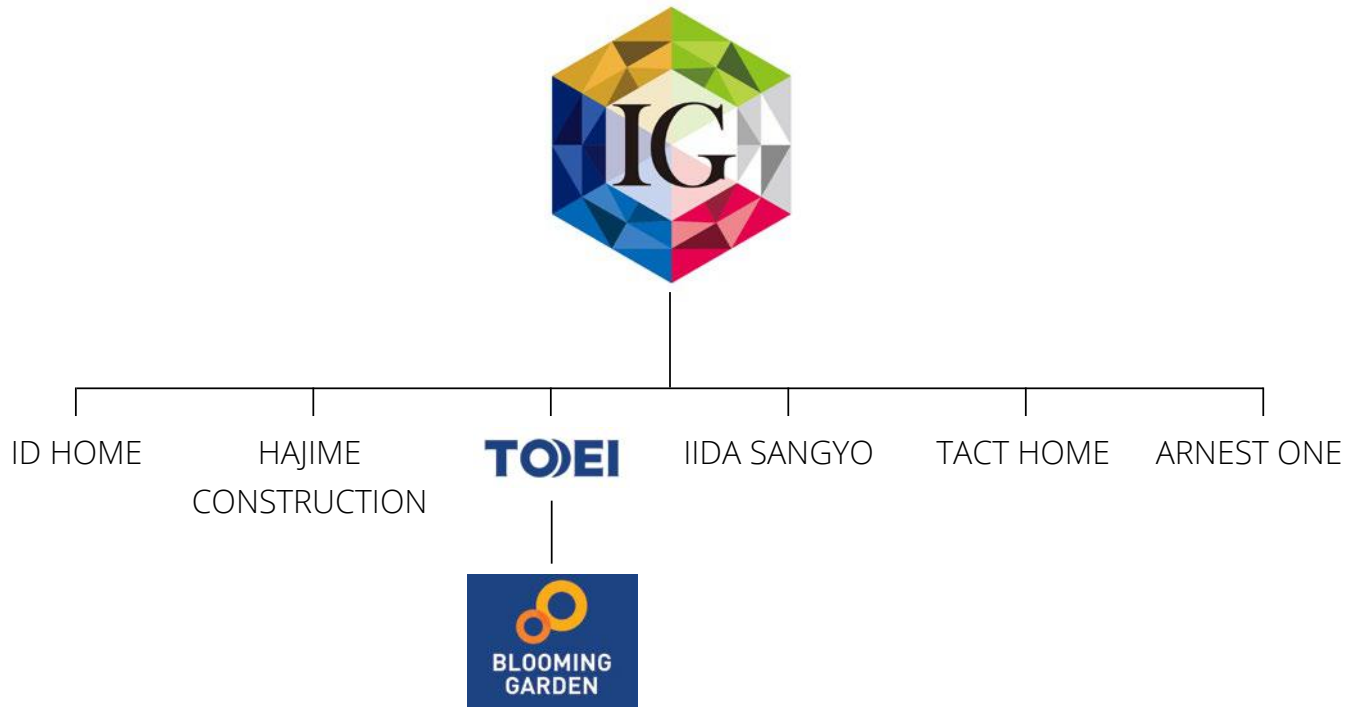 IG
ID HOME
HAJIME
CONSTRUCTION
TOEI
IIDA SANGYO
TACT HOME
ARNEST ONE
BLOOMING
GARDEN